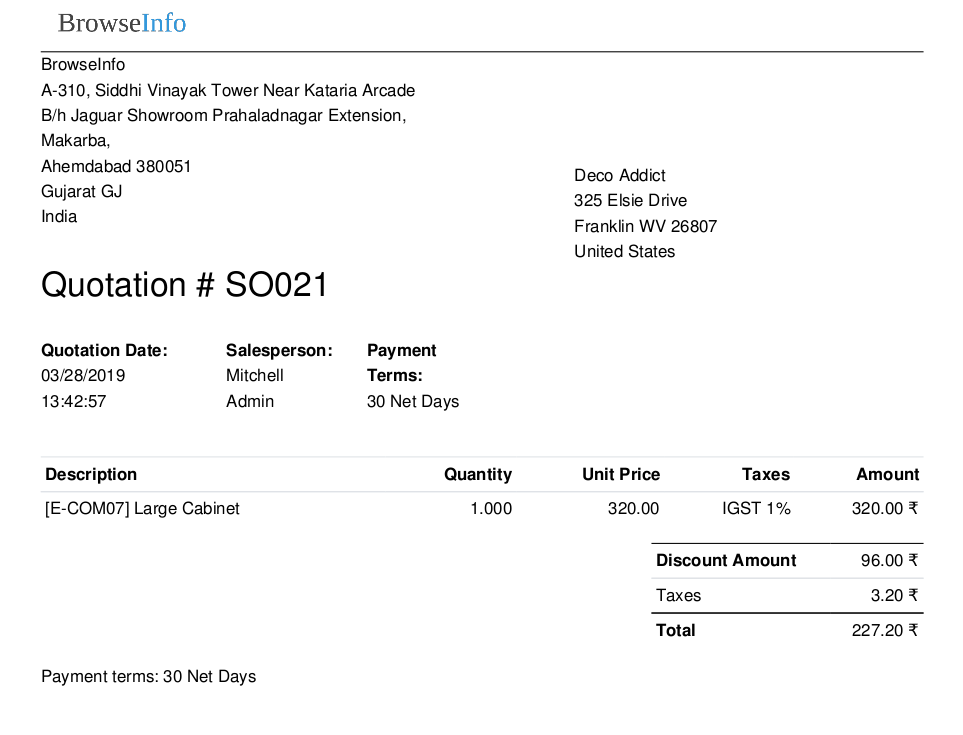 BrowseInfo
BrowseInfo
A-310, Siddhi Vinayak Tower Near Kataria Arcade
B/h Jaguar Showroom Prahaladnagar Extension,
Makarba,
Ahemdabad 380051
Gujarat GJ
India
Deco Addict
325 Elsie Drive
Franklin WV 26807
United States
Quotation # SO021
Quotation Date: Salesperson: Payment
03/28/2019 Mitchell Terms:
13:42:57 Admin 30 Net Days
Description Quantity Unit Price Taxes Amount
[E-COM07] Large Cabinet 1.000 320.00 IGST 1% 320.00 ₹
Discount Amount 96.00 ₹
Taxes 3.20 ₹
Total 227.20 ₹
Payment terms: 30 Net Days